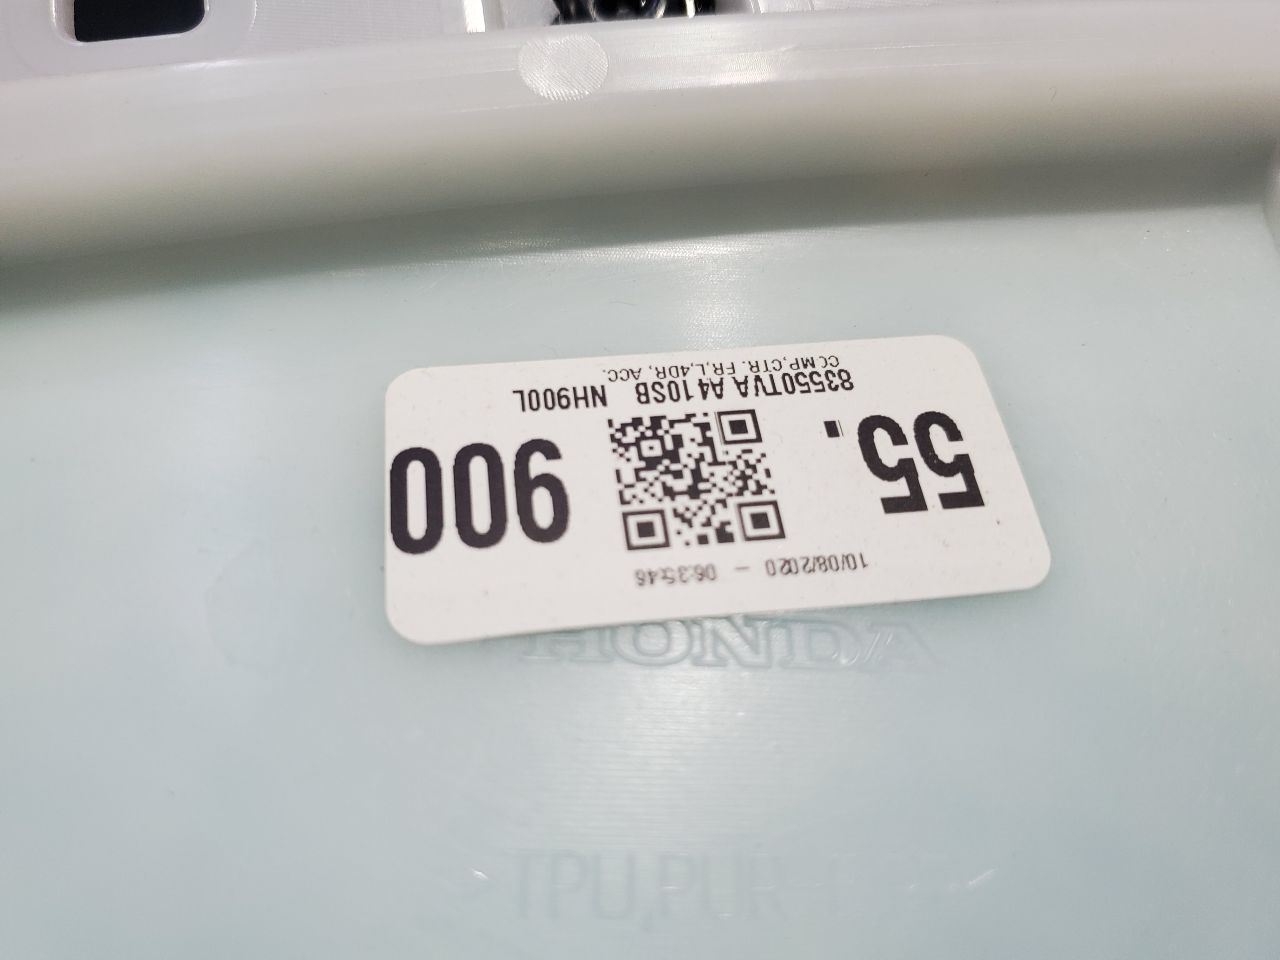 83550TVA A410SB NH900L
CCMP,CTR. FR,L,4DR, ACC.
55.
900
10/08/2020 - 06:35:46
HONDA
>TPU,PUR